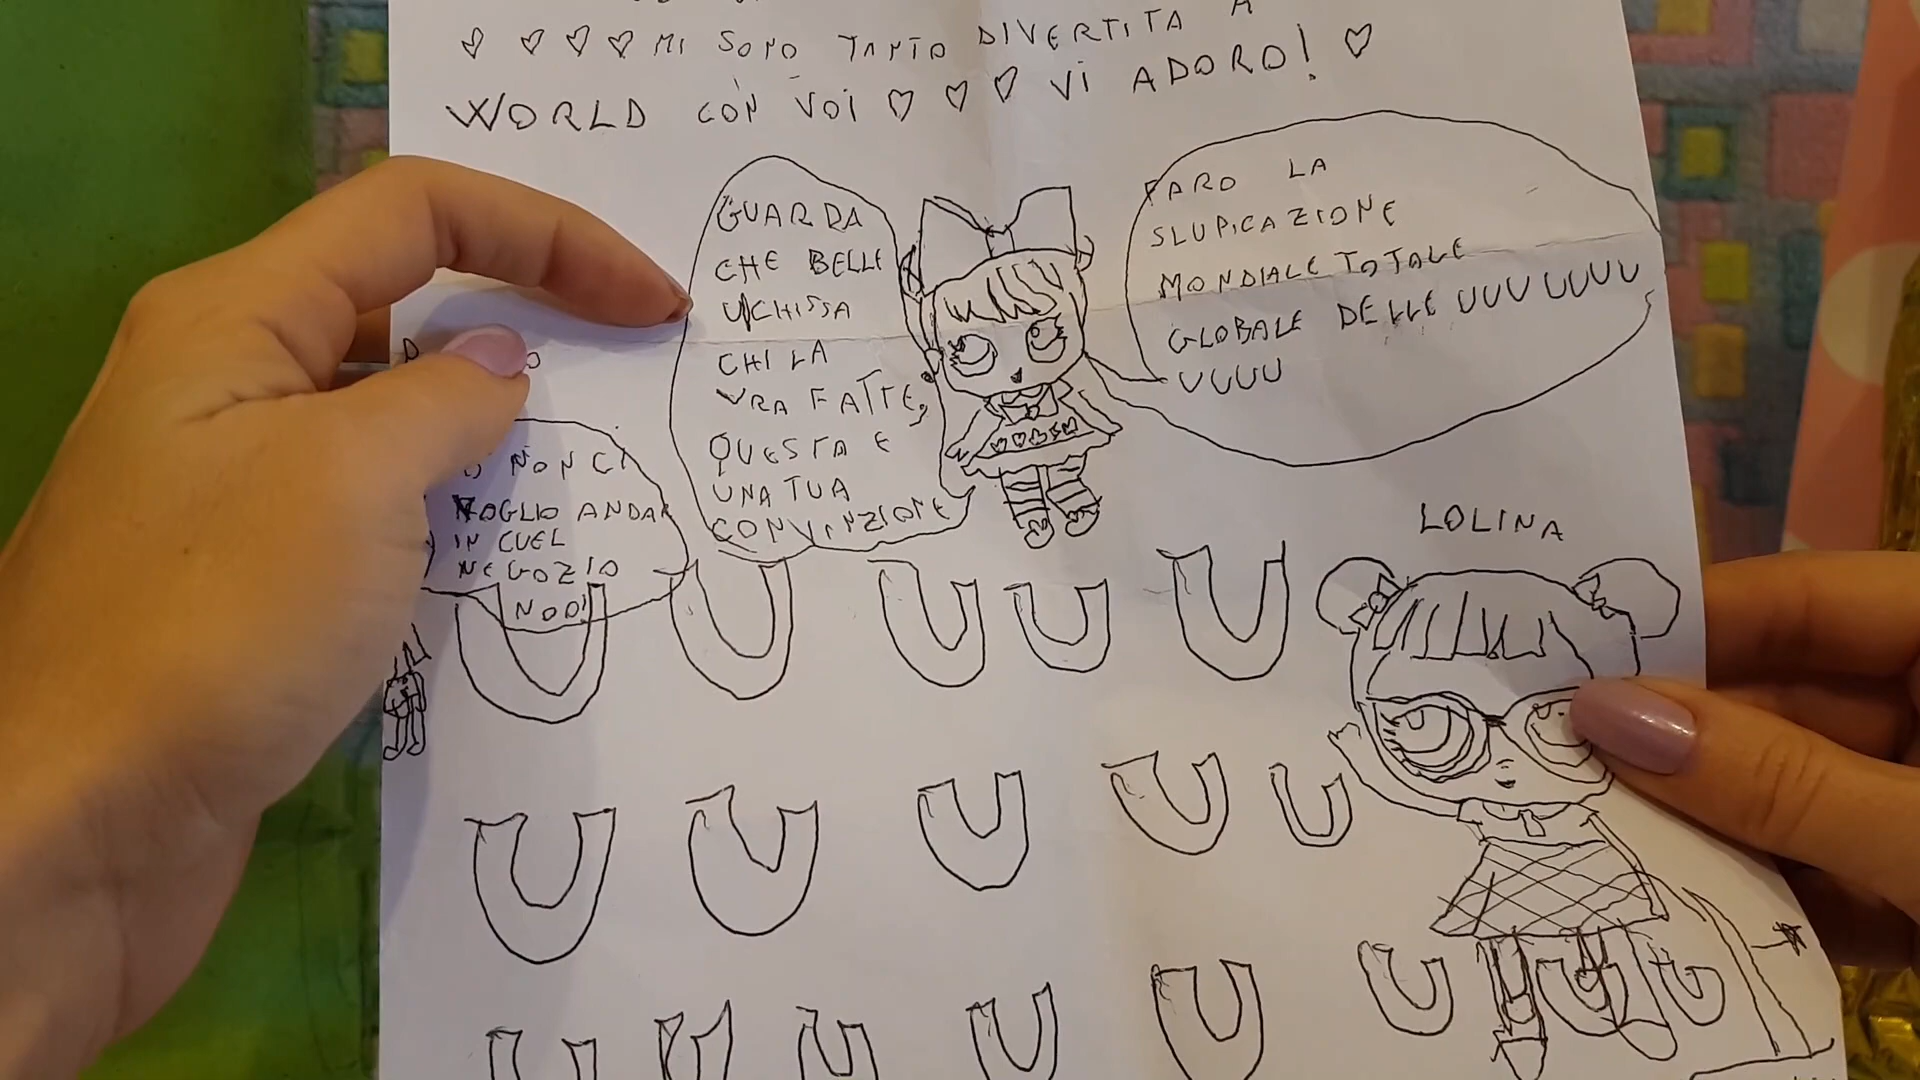 MI SONO TANTO DIVERTITA A
WORLD CON VOI VI ADORO!
GUARDA
CHE BELLE
U CHISSA
CHI LA
VRA FATTE,
QUESTA E
UNA TUA
CONVINZIONE
FARO LA
SLUPICAZIONE
MONDIALE TOTALE
GLOBALE DELLE UUUUUUU
UUUU
NON CI
VOGLIO ANDAR
IN CUEL
NEGOZIO
NOO!
LOLINA